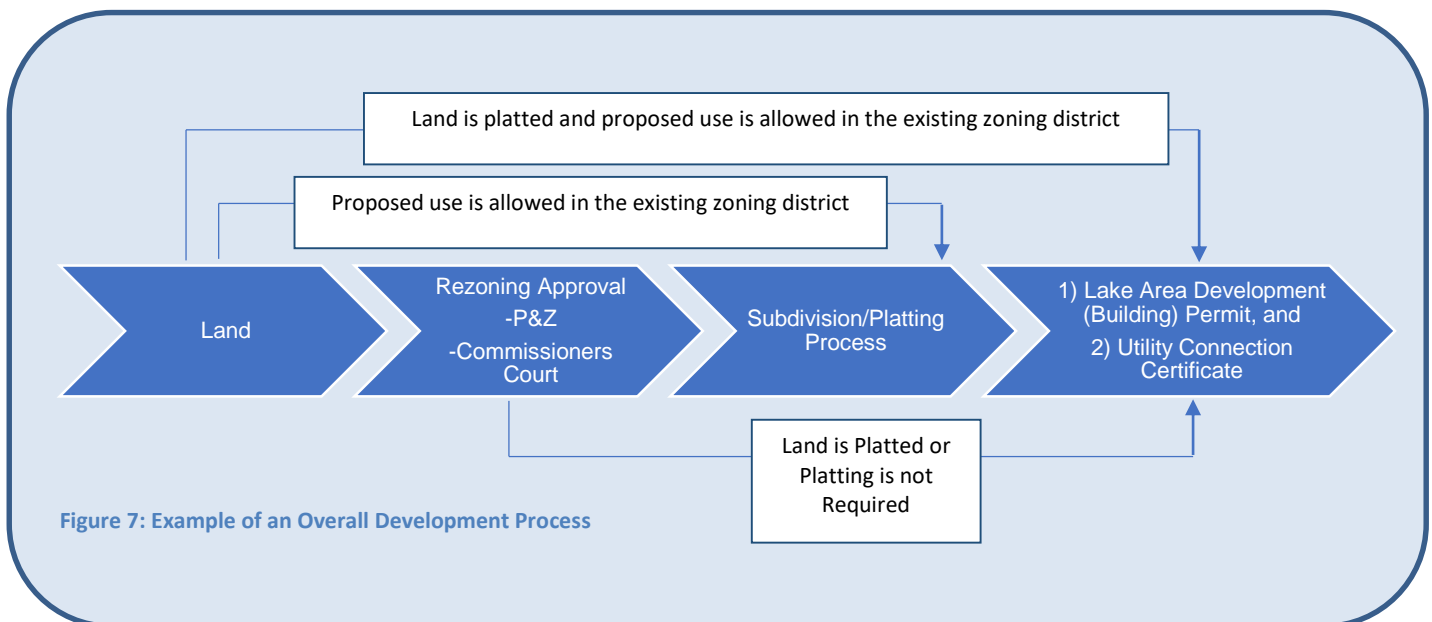 Land is platted and proposed use is allowed in the existing zoning district
Proposed use is allowed in the existing zoning district
Land
Rezoning Approval
-P&Z
-Commissioners
Court
Subdivision/Platting
Process
1) Lake Area Development
(Building) Permit, and
2) Utility Connection
Certificate
Land is Platted or
Platting is not
Required
Figure 7: Example of an Overall Development Process